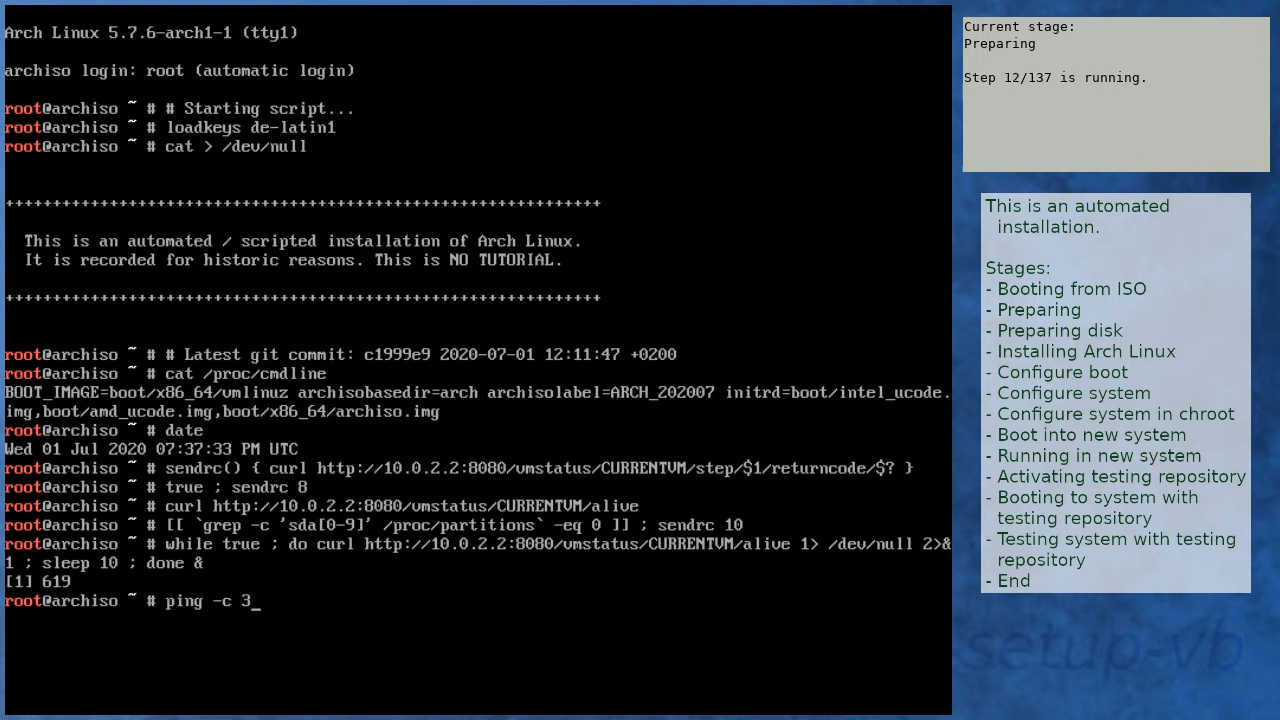 Arch Linux 5.7.6-arch1-1 (tty1)
archiso login: root (automatic login)
root@archiso ~ # # Starting script...
root@archiso ~ # loadkeys de-latin1
root@archiso ~ # cat > /dev/null
+++++++++++++++++++++++++++++++++++++++++++++++++++++++++++++++
This is an automated / scripted installation of Arch Linux.
It is recorded for historic reasons. This is NO TUTORIAL.
+++++++++++++++++++++++++++++++++++++++++++++++++++++++++++++++
root@archiso ~ # # Latest git commit: c1999e9 2020-07-01 12:11:47 +0200
root@archiso ~ # cat /proc/cmdline
BOOT_IMAGE=boot/x86_64/vmlinuz archisobasedir=arch archisolabel=ARCH_202007 initrd=boot/intel_ucode.
img,boot/amd_ucode.img,boot/x86_64/archiso.img
root@archiso ~ # date
Wed 01 Jul 2020 07:37:33 PM UTC
root@archiso ~ # sendrc() { curl http://10.0.2.2:8080/vmstatus/CURRENTVM/step/$1/returncode/$? }
root@archiso ~ # true ; sendrc 8
root@archiso ~ # curl http://10.0.2.2:8080/vmstatus/CURRENTVM/alive
root@archiso ~ # [[ `grep -c 'sda[0-9]' /proc/partitions` -eq 0 ]] ; sendrc 10
root@archiso ~ # while true ; do curl http://10.0.2.2:8080/vmstatus/CURRENTVM/alive 1> /dev/null 2>&
1 ; sleep 10 ; done &
[1] 619
root@archiso ~ # ping -c 3_
Current stage:
Preparing
Step 12/137 is running.
This is an automated
installation.
Stages:
- Booting from ISO
- Preparing
- Preparing disk
- Installing Arch Linux
- Configure boot
- Configure system
- Configure system in chroot
- Boot into new system
- Running in new system
- Activating testing repository
- Booting to system with
testing repository
- Testing system with testing
repository
- End
setup-vb